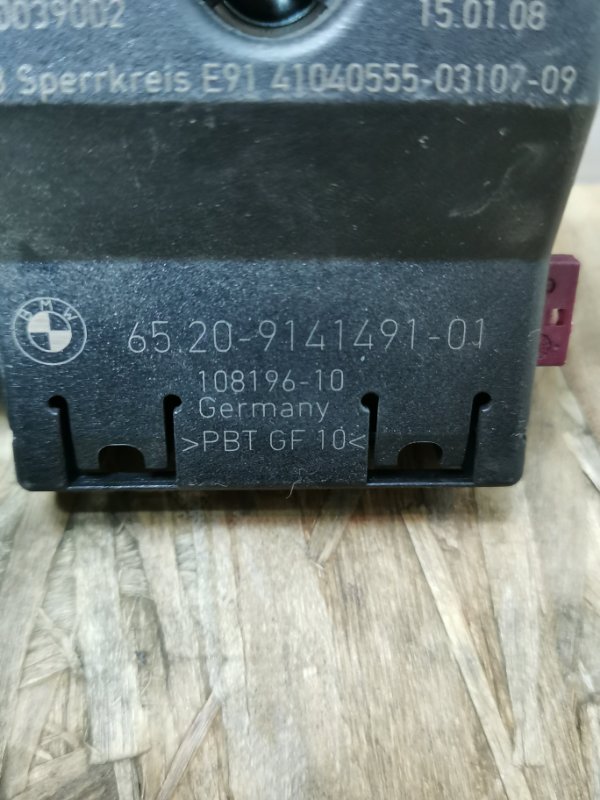 0039002 15.01.08
Sperrkreis E91 41040555-03107-09
BMW 65.20-9141491-01
108196-10
Germany
>PBT GF 10<